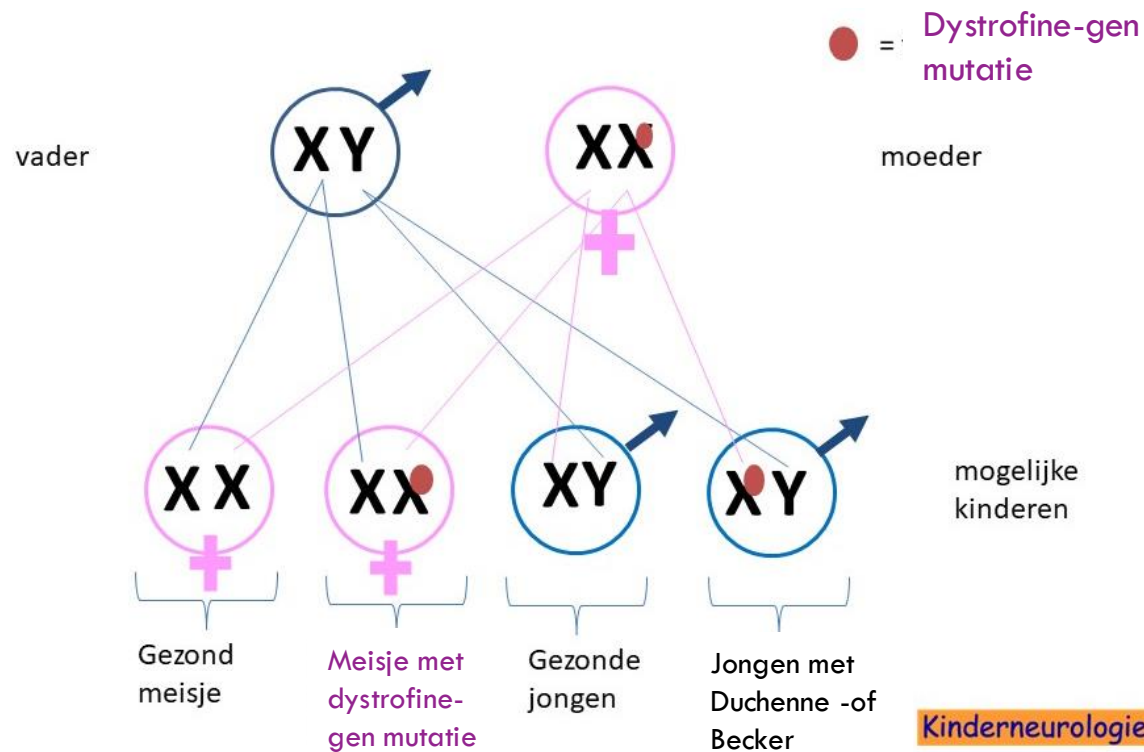 = Dystrofine-gen
mutatie
vader
XY
XX
moeder
XX
XX
XY
XY
mogelijke
kinderen
Gezond
meisje
Meisje met
dystrofine-
gen mutatie
Gezonde
jongen
Jongen met
Duchenne -of
Becker
Kinderneurologie